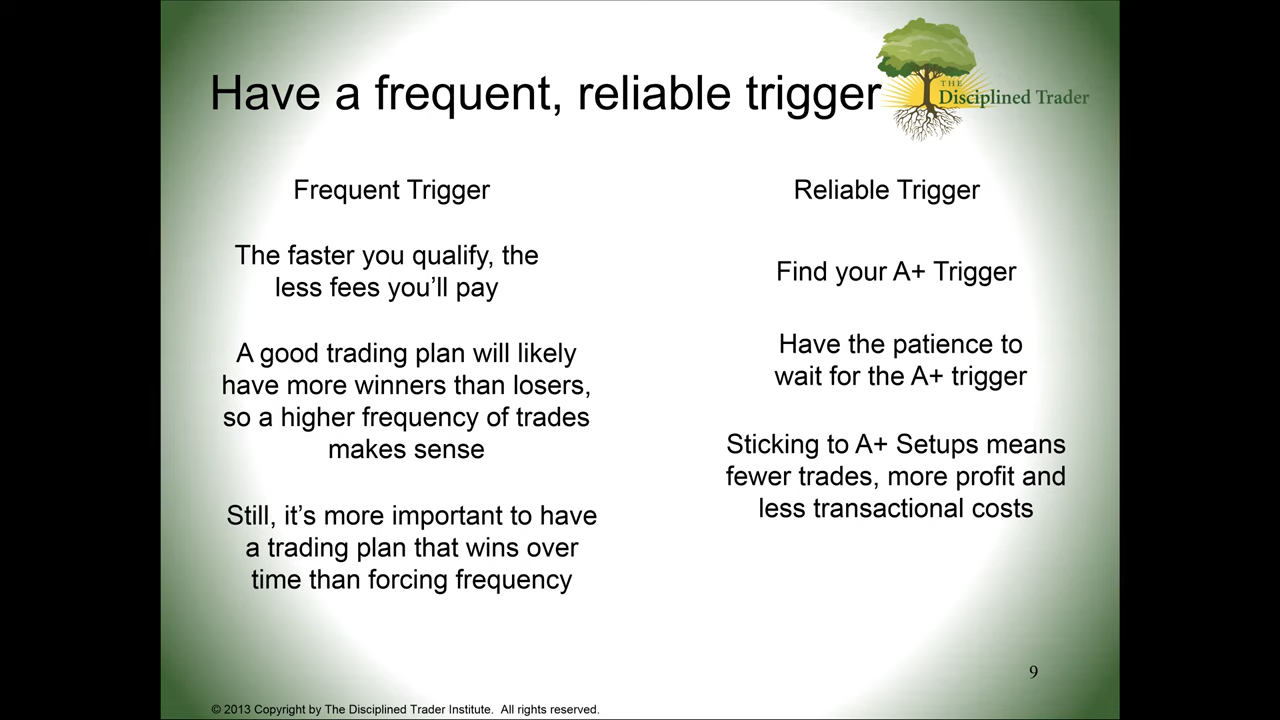 Have a frequent, reliable trigger
THE
Disciplined Trader
Frequent Trigger
The faster you qualify, the
less fees you’ll pay
A good trading plan will likely
have more winners than losers,
so a higher frequency of trades
makes sense
Still, it’s more important to have
a trading plan that wins over
time than forcing frequency
Reliable Trigger
Find your A+ Trigger
Have the patience to
wait for the A+ trigger
Sticking to A+ Setups means
fewer trades, more profit and
less transactional costs
9
© 2013 Copyright by The Disciplined Trader Institute. All rights reserved.